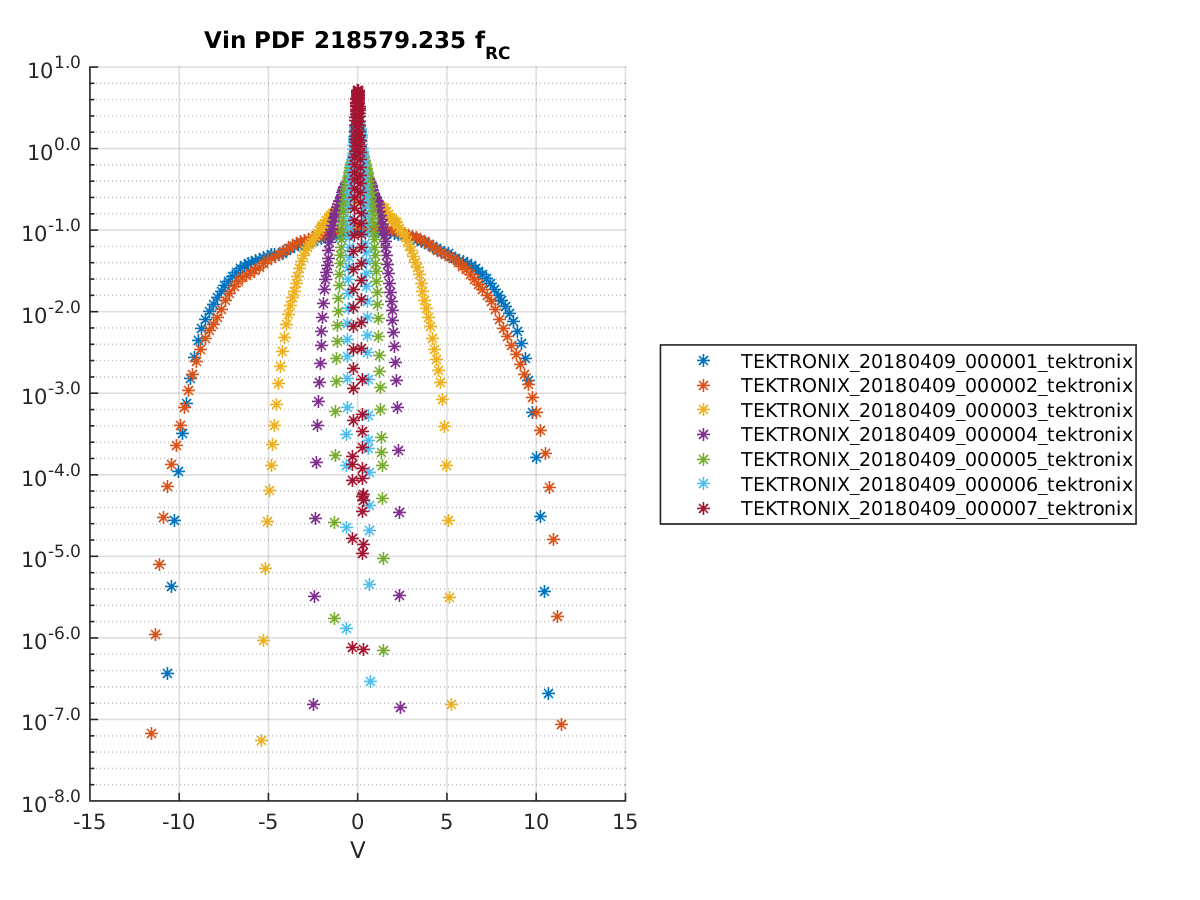 Vin PDF 218579.235 f_RC
10^1.0
10^0.0
10^-1.0
10^-2.0
10^-3.0
10^-4.0
10^-5.0
10^-6.0
10^-7.0
10^-8.0
-15 -10 -5 0 5 10 15
V
TEKTRONIX_20180409_000001_tektronix
TEKTRONIX_20180409_000002_tektronix
TEKTRONIX_20180409_000003_tektronix
TEKTRONIX_20180409_000004_tektronix
TEKTRONIX_20180409_000005_tektronix
TEKTRONIX_20180409_000006_tektronix
TEKTRONIX_20180409_000007_tektronix